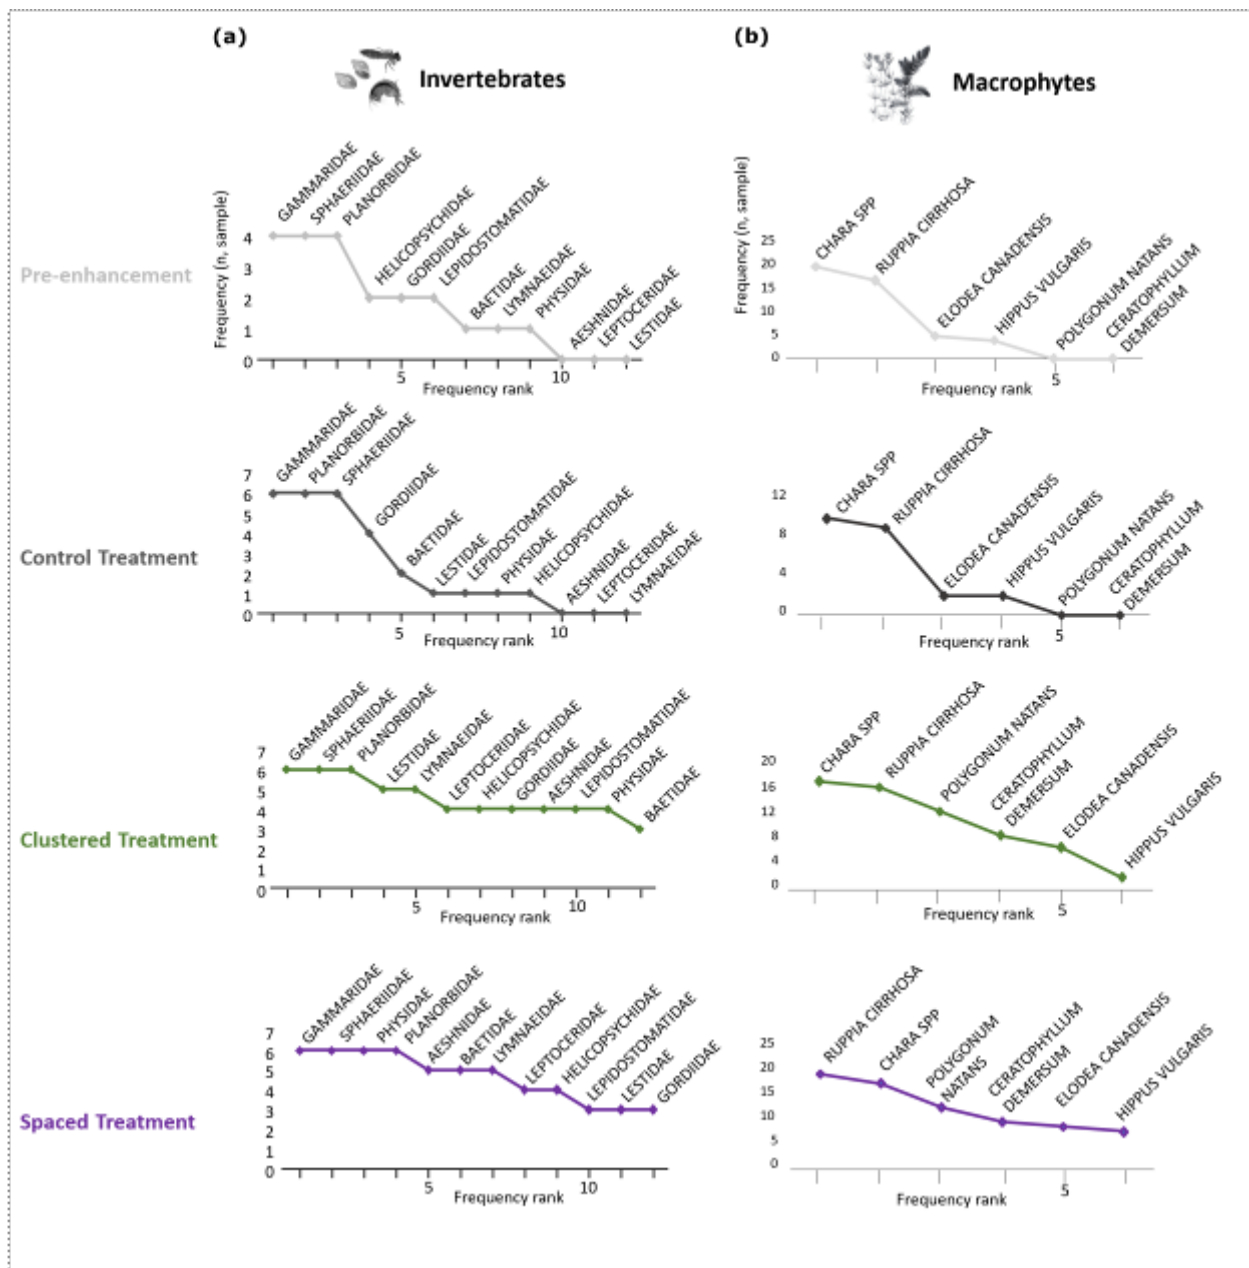 (a)
Invertebrates
(b)
Macrophytes
Pre-enhancement
Frequency (n, sample)
4
3
2
1
0
GAMMARIDAE
SPHAERIIDAE
PLANORBIDAE
HELICOPSYCHIDAE
GORDIIDAE
LEPIDOSTOMATIDAE
BAETIDAE
LYMNAEIDAE
PHYSIDAE
AESHNIDAE
LEPTOCERIDAE
LESTIDAE
5
10
Frequency rank
Frequency (n, sample)
25
20
15
10
5
0
CHARA SPP
RUPPIA CIRRHOSA
ELODEA CANADENSIS
HIPPUS VULGARIS
POLYGONUM NATANS
CERATOPHYLLUM
DEMERSUM
5
Frequency rank
Control Treatment
7
6
5
4
3
2
1
0
GAMMARIDAE
PLANORBIDAE
SPHAERIIDAE
GORDIIDAE
BAETIDAE
LESTIDAE
LEPIDOSTOMATIDAE
PHYSIDAE
HELICOPSYCHIDAE
AESHNIDAE
LEPTOCERIDAE
LYMNAEIDAE
5
10
Frequency rank
12
8
4
0
CHARA SPP
RUPPIA CIRRHOSA
ELODEA CANADENSIS
HIPPUS VULGARIS
POLYGONUM NATANS
CERATOPHYLLUM
DEMERSUM
5
Frequency rank
Clustered Treatment
7
6
5
4
3
2
1
0
GAMMARIDAE
SPHAERIIDAE
PLANORBIDAE
LESTIDAE
LYMNAEIDAE
LEPTOCERIDAE
HELICOPSYCHIDAE
GORDIIDAE
AESHNIDAE
LEPIDOSTOMATIDAE
PHYSIDAE
BAETIDAE
5
10
Frequency rank
20
16
12
8
4
0
CHARA SPP
RUPPIA CIRRHOSA
POLYGONUM NATANS
CERATOPHYLLUM
DEMERSUM
ELODEA CANADENSIS
HIPPUS VULGARIS
5
Frequency rank
Spaced Treatment
7
6
5
4
3
2
1
0
GAMMARIDAE
SPHAERIIDAE
PHYSIDAE
PLANORBIDAE
AESHNIDAE
BAETIDAE
LYMNAEIDAE
LEPTOCERIDAE
HELICOPSYCHIDAE
LEPIDOSTOMATIDAE
LESTIDAE
GORDIIDAE
5
10
Frequency rank
25
20
15
10
5
0
RUPPIA CIRRHOSA
CHARA SPP
POLYGONUM
NATANS
CERATOPHYLLUM
DEMERSUM
ELODEA CANADENSIS
HIPPUS VULGARIS
5
Frequency rank